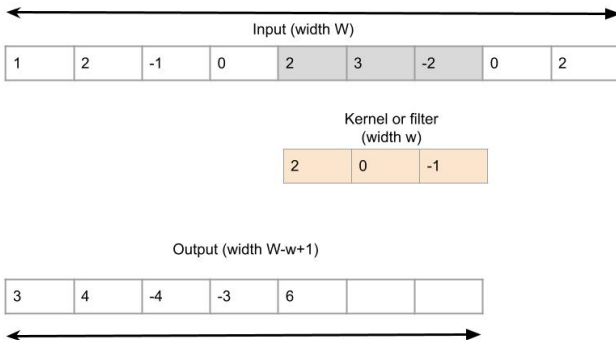 Input (width W)
1 2 -1 0 2 3 -2 0 2
Kernel or filter
(width w)
2 0 -1
Output (width W-w+1)
3 4 -4 -3 6